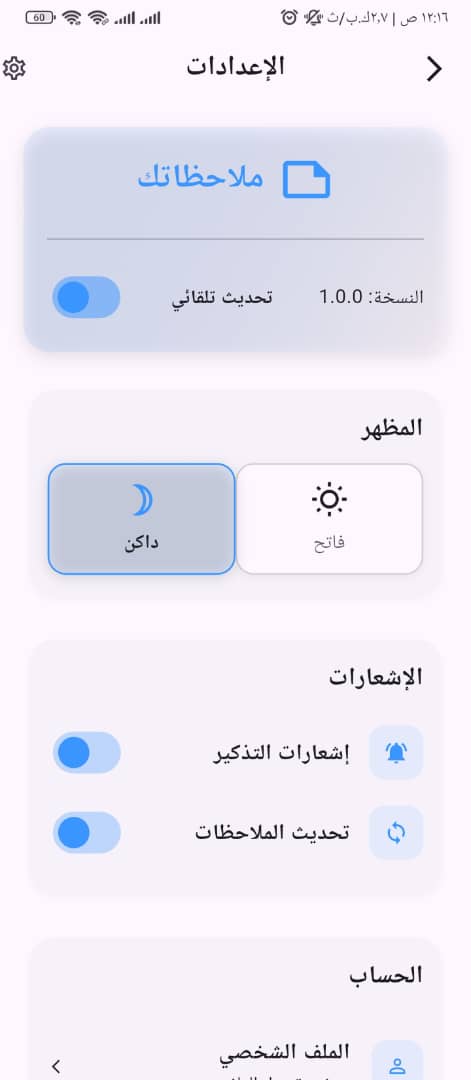 ١٢:١٦ ص | ٢,٧ك.ب/ث
60
الإعدادات
ملاحظاتك
النسخة: 1.0.0
تحديث تلقائي
المظهر
فاتح
داكن
الإشعارات
إشعارات التذكير
تحديث الملاحظات
الحساب
الملف الشخصي